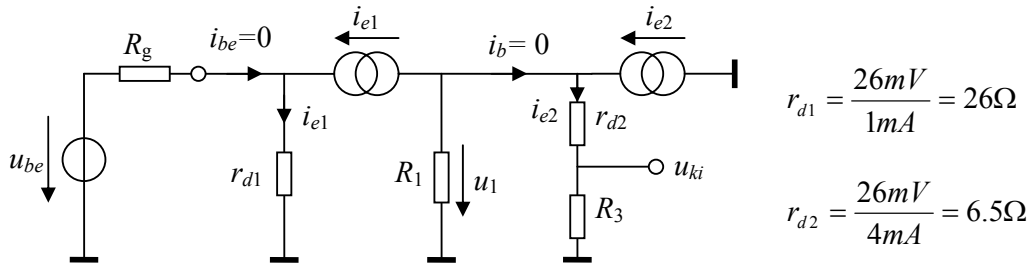 R_g
i_be=0
i_e1
i_b= 0
i_e2
u_be
i_e1
r_d1
R_1
u_1
i_e2
r_d2
u_ki
R_3
r_d1 = 26mV / 1mA = 26Ω
r_d2 = 26mV / 4mA = 6.5Ω